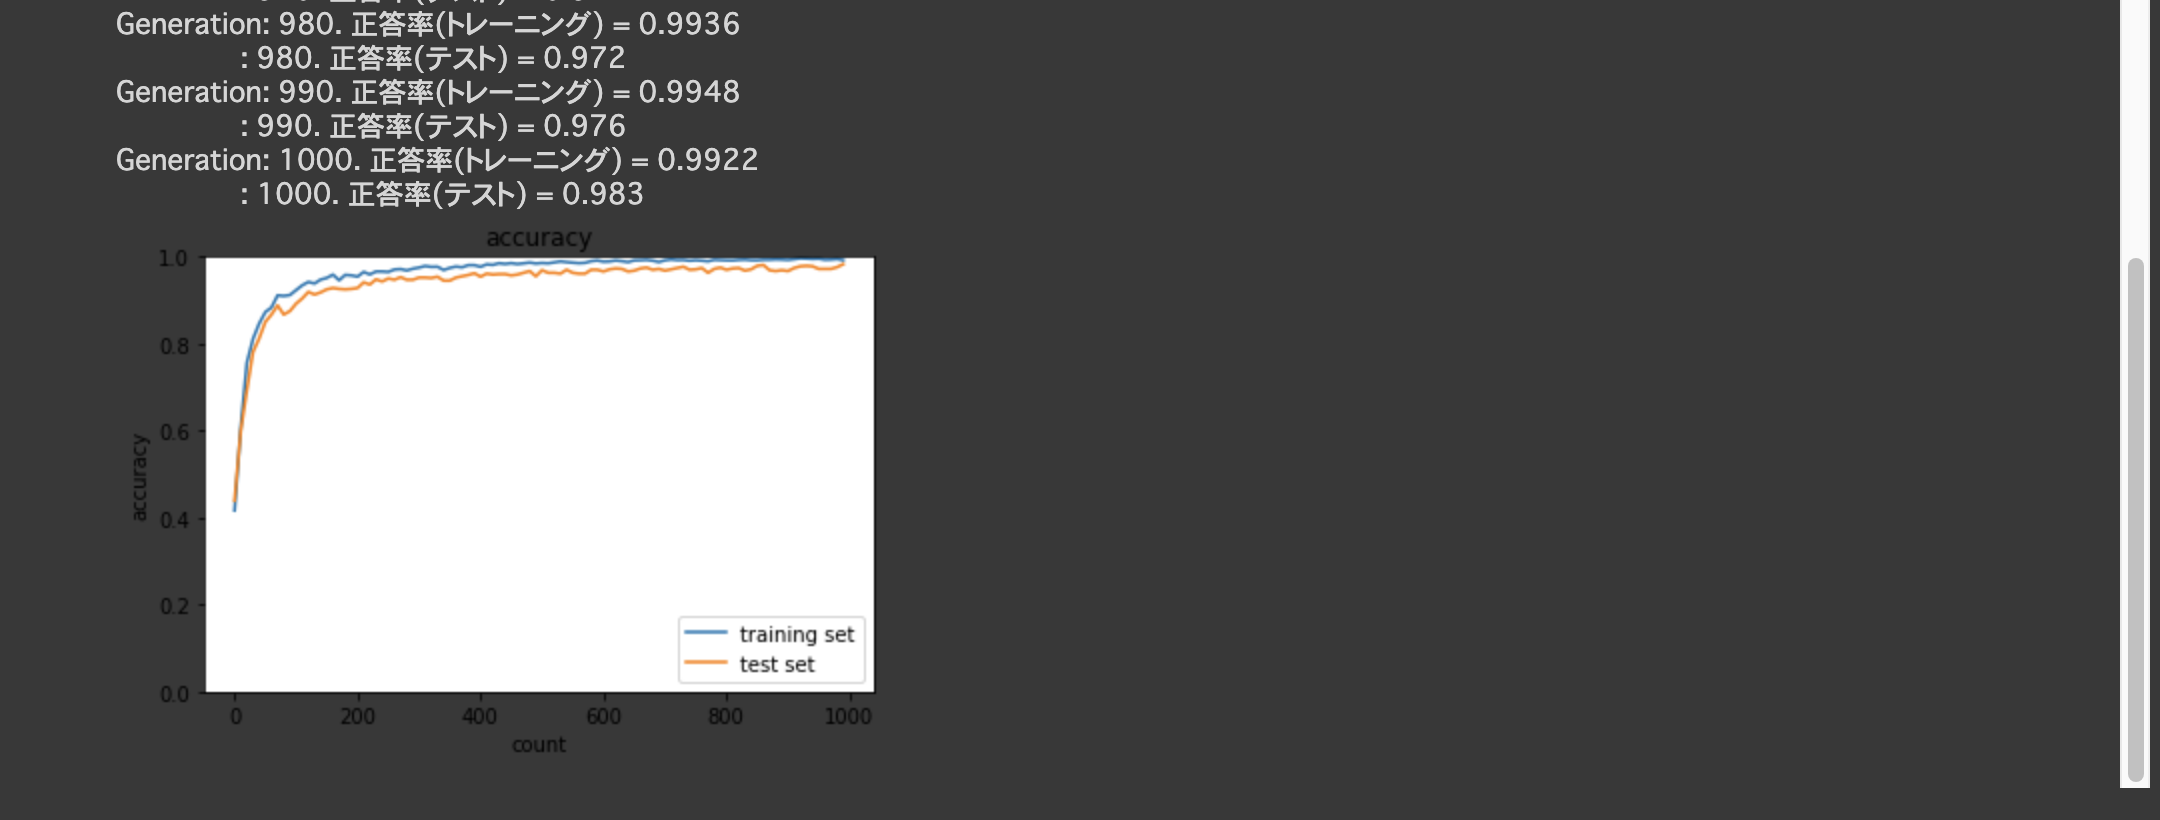 Generation: 980. 正答率(トレーニング) = 0.9936
: 980. 正答率(テスト) = 0.972
Generation: 990. 正答率(トレーニング) = 0.9948
: 990. 正答率(テスト) = 0.976
Generation: 1000. 正答率(トレーニング) = 0.9922
: 1000. 正答率(テスト) = 0.983
accuracy
1.0
0.8
0.6
0.4
0.2
0.0
accuracy
training set
test set
0 200 400 600 800 1000
count